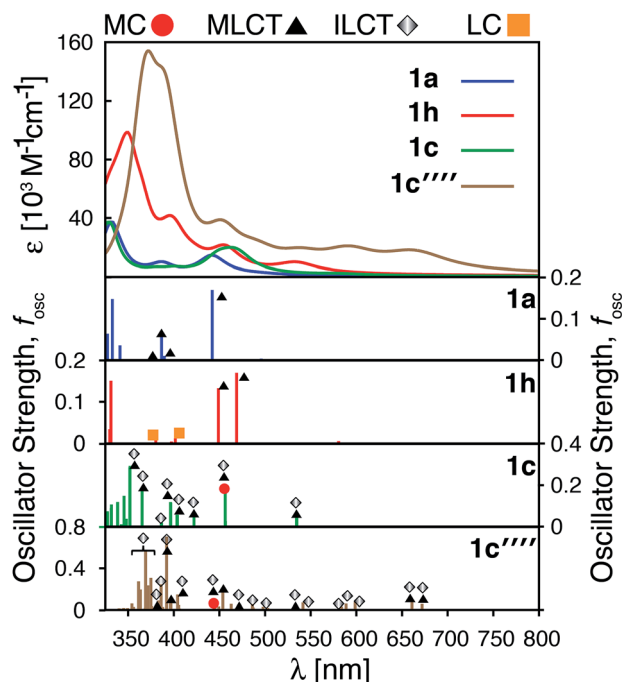 MC MLCT ILCT LC
160
120
80
40
ε [10³ M⁻¹cm⁻¹]
1a
1h
1c
1c′′′′
0.2
0.1
0
1a
0.2
0.1
0
1h
0.4
0.2
0
1c
0.8
0.4
0
1c′′′′
Oscillator Strength, fosc
Oscillator Strength, fosc
350 400 450 500 550 600 650 700 750 800
λ [nm]